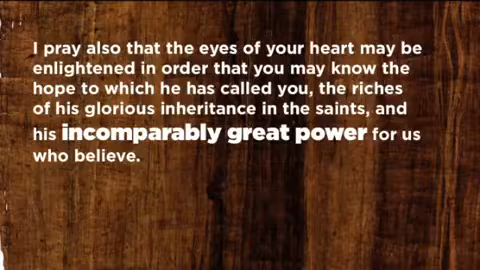 I pray also that the eyes of your heart may be
enlightened in order that you may know the
hope to which he has called you, the riches
of his glorious inheritance in the saints, and
his incomparably great power for us
who believe.